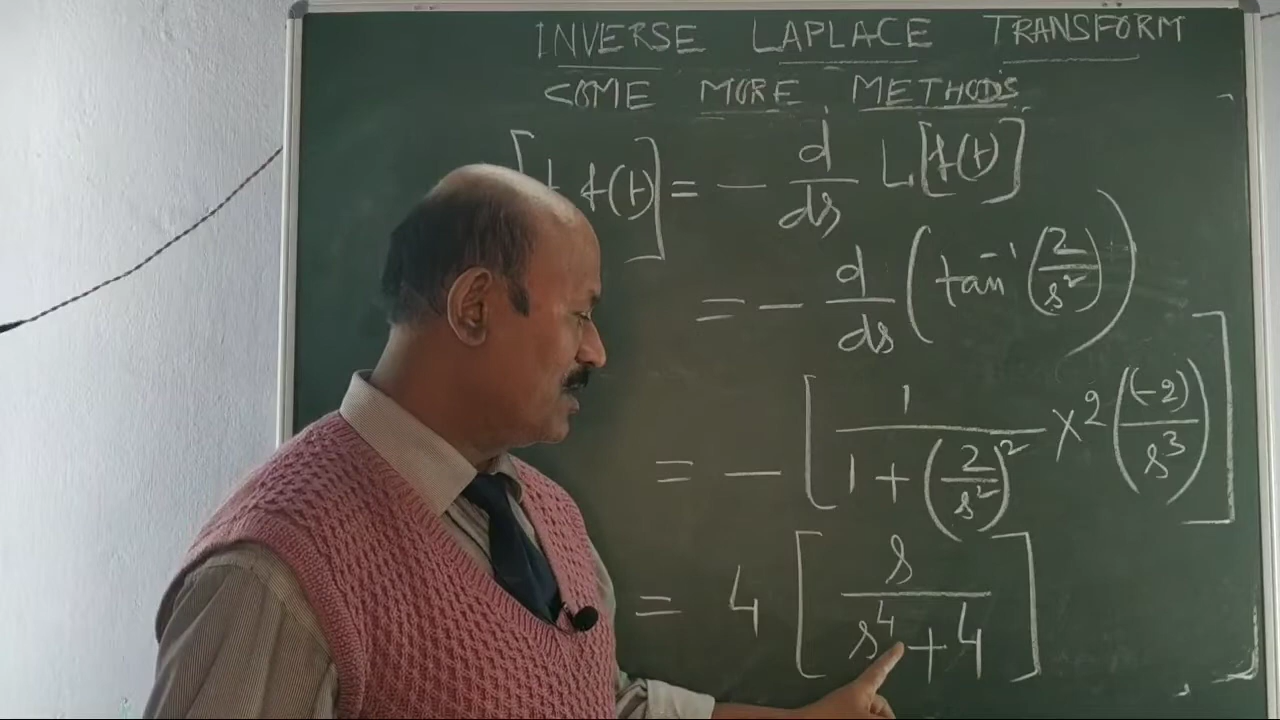 INVERSE LAPLACE TRANSFORM
SOME MORE METHODS
[t f(t)] = - d/ds L[f(t)]
= - d/ds (tan⁻¹(2/s²))
= - [1/(1+(2/s²)²) × 2((-2)/s³)]
= 4 [s/(s⁴+4)]